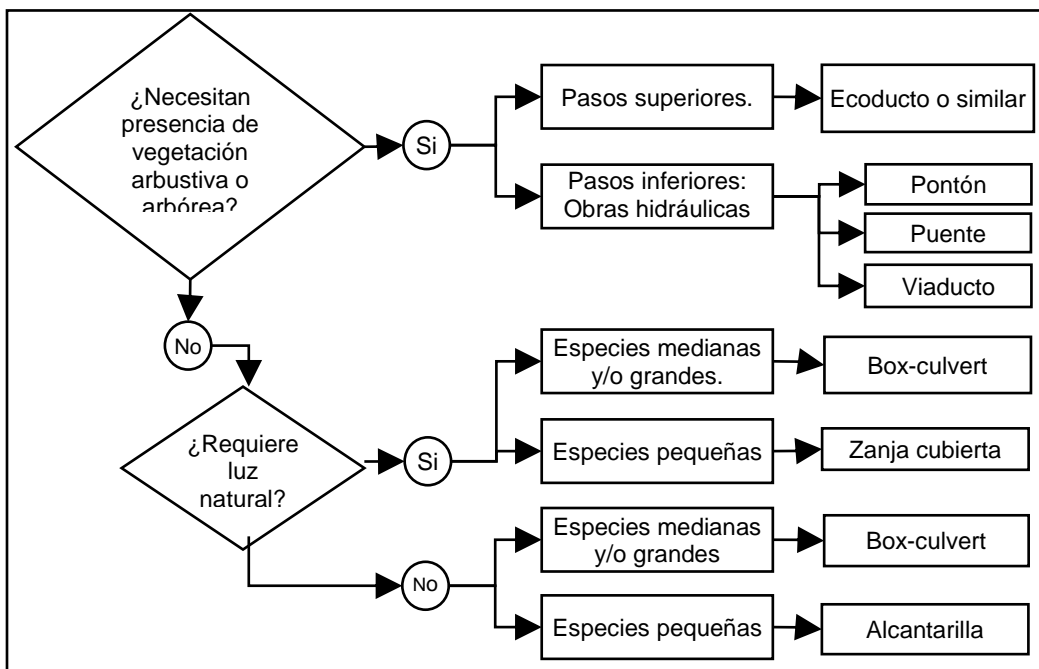 ¿Necesitan
presencia de
vegetación
arbustiva o
arbórea?
Si
Pasos superiores.
Ecoducto o similar
Pasos inferiores:
Obras hidráulicas
Pontón
Puente
Viaducto
No
¿Requiere
luz
natural?
Si
Especies medianas
y/o grandes.
Box-culvert
Especies pequeñas
Zanja cubierta
No
Especies medianas
y/o grandes
Box-culvert
Especies pequeñas
Alcantarilla